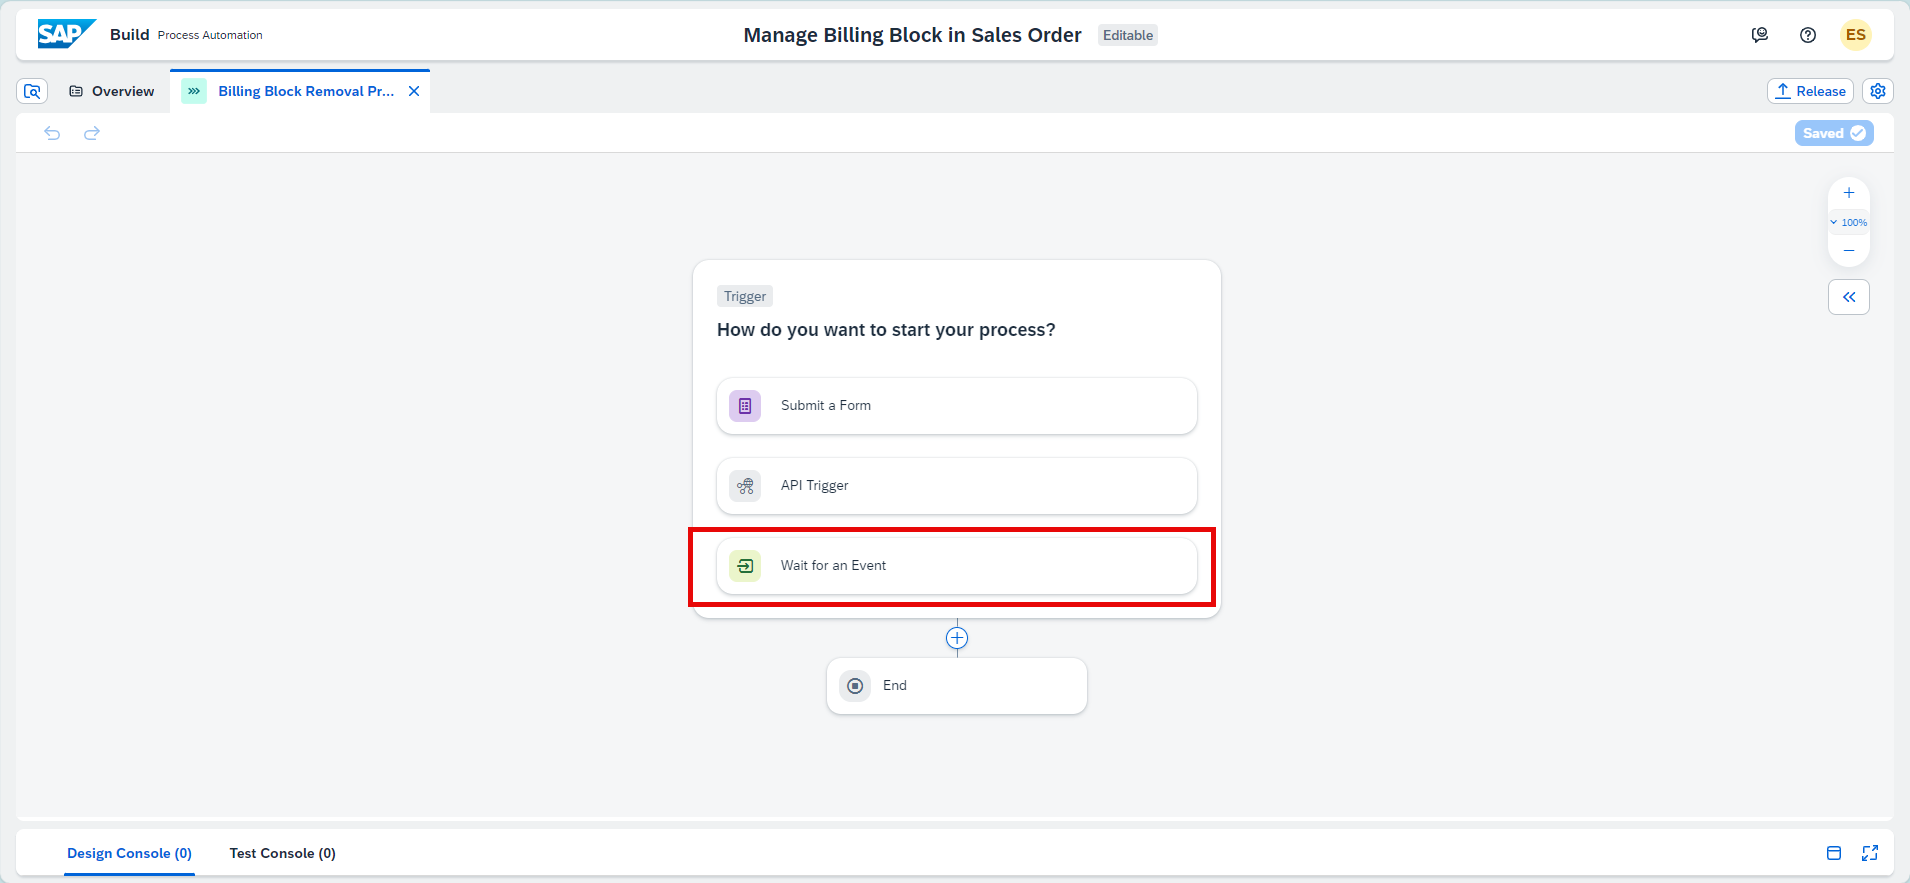 SAP Build Process Automation
Manage Billing Block in Sales Order Editable
ES
Overview
Billing Block Removal Pr...
Release
Saved
100%
Trigger
How do you want to start your process?
Submit a Form
API Trigger
Wait for an Event
End
Design Console (0)
Test Console (0)